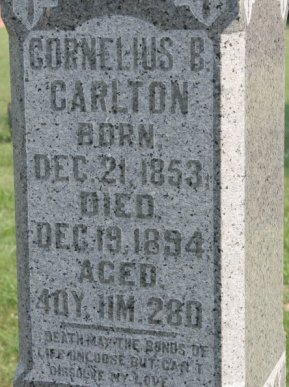 CORNELIUS B.
CARLTON
BORN.
DEC. 21, 1853.
DIED.
DEC. 19, 1894.
AGED.
40Y. 11M. 28D
DEATH MAY THE BONDS OF
LIFE UNLOOSE BUT CAN'T
DISSOLVE MY LOVE